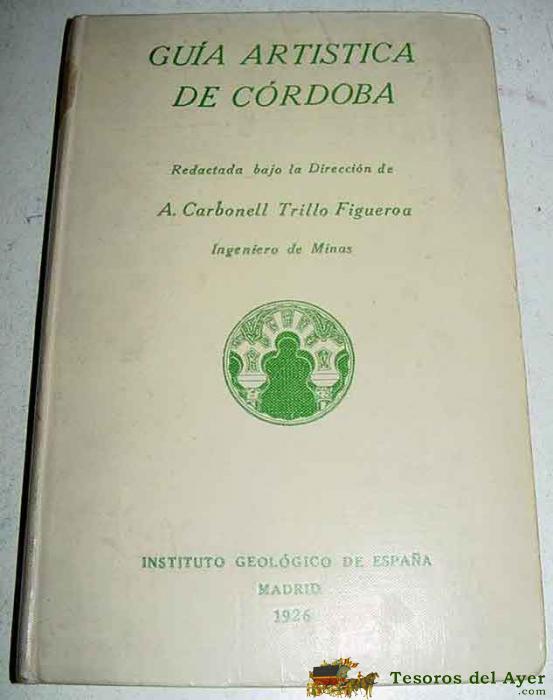 GUÍA ARTISTICA
DE CÓRDOBA
Redactada bajo la Dirección de
A. Carbonell Trillo Figueroa
Ingeniero de Minas
INSTITUTO GEOLÓGICO DE ESPAÑA
MADRID
1926
Tesoros del Ayer
.com